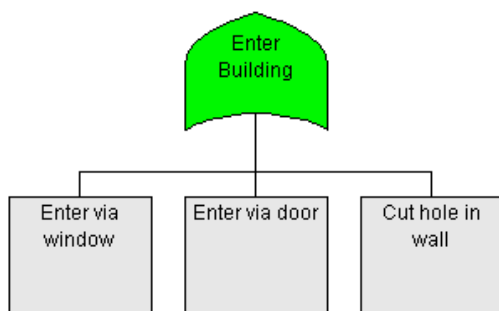 Enter
Building
Enter via
window
Enter via door
Cut hole in
wall